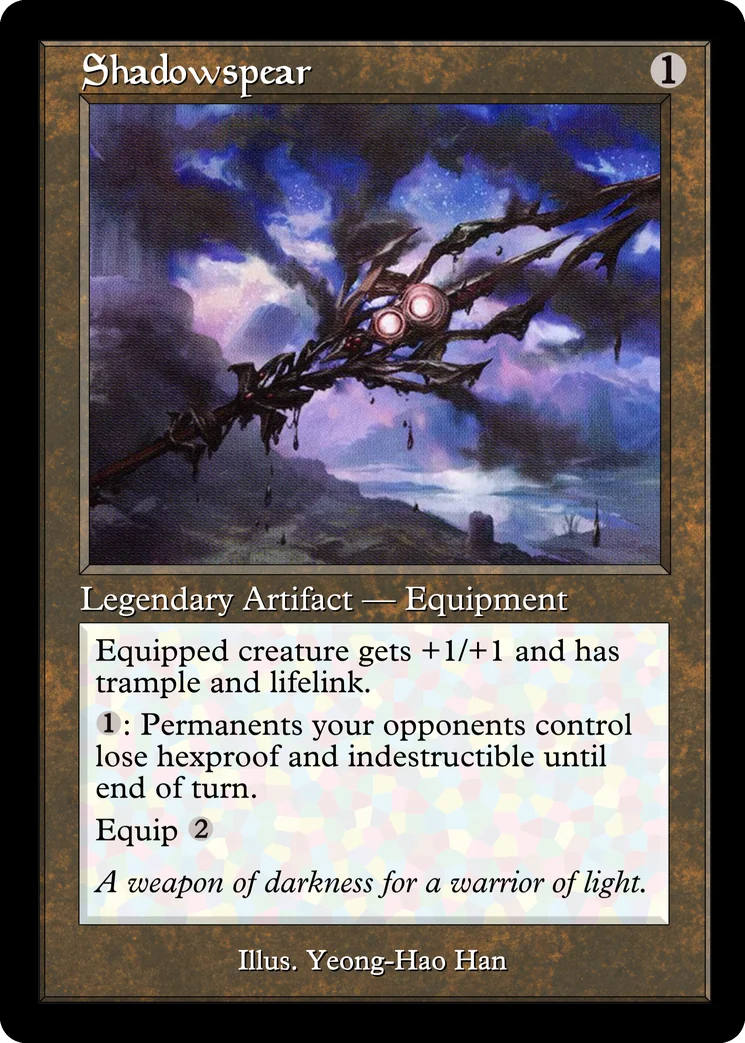 Shadowspear 1
Legendary Artifact — Equipment
Equipped creature gets +1/+1 and has
trample and lifelink.
1: Permanents your opponents control
lose hexproof and indestructible until
end of turn.
Equip 2
A weapon of darkness for a warrior of light.
Illus. Yeong-Hao Han